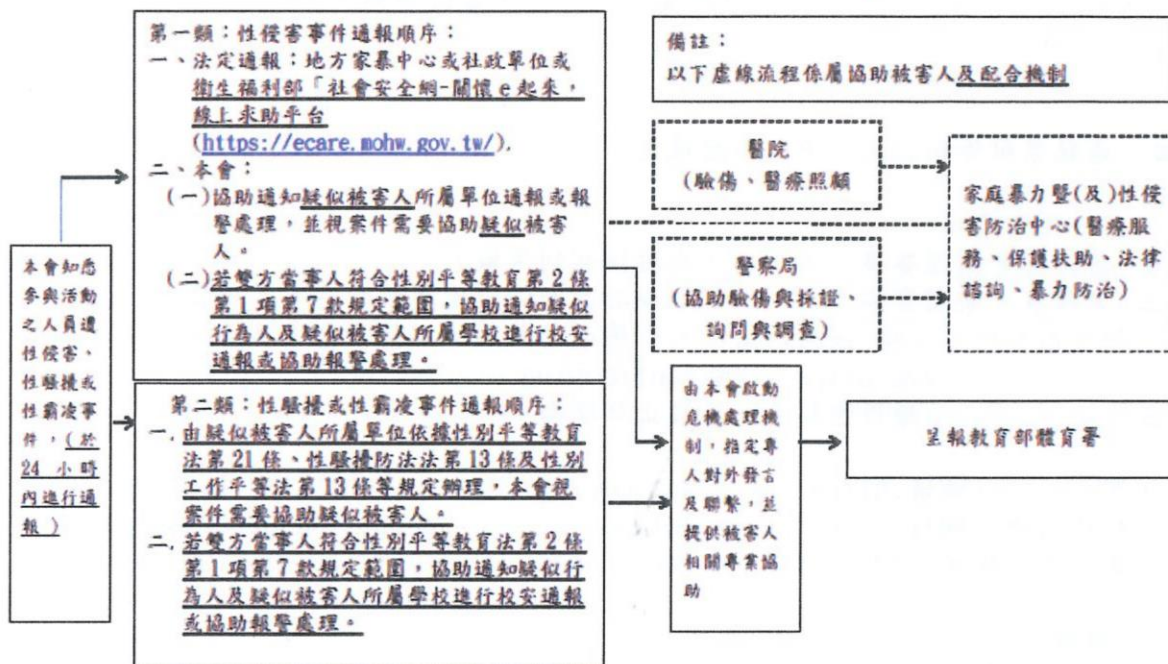 本會知悉
參與活動
之人員遭
性侵害、
性騷擾或
性霸凌事
件，(於
24 小時
內進行通
報)
第一類：性侵害事件通報順序：
一、法定通報：地方家暴中心或社政單位或
衛生福利部「社會安全網-關懷e起來，
線上求助平台
(https://ecare.mohw.gov.tw/).
二、本會：
(一)協助通知疑似被害人所屬單位通報或報
警處理，並視案件需要協助疑似被害
人。
(二)若雙方當事人符合性別平等教育第2條
第1項第7款規定範圍，協助通知疑似
行為人及疑似被害人所屬學校進行校安
通報或協助報警處理。
第二類：性騷擾或性霸凌事件通報順序：
一、由疑似被害人所屬單位依據性別平等教育
法第21條、性騷擾防法法第13條及性別
工作平等法第13條等規定辦理，本會視
案件需要協助疑似被害人。
二、若雙方當事人符合性別平等教育法第2條
第1項第7款規定範圍，協助通知疑似行
為人及疑似被害人所屬學校進行校安通報
或協助報警處理。
備註：
以下虛線流程係屬協助被害人及配合機制
醫院
(驗傷、醫療照顧
警察局
(協助驗傷與採證、
詢問與調查)
家庭暴力暨(及)性侵
害防治中心(醫療服
務、保護扶助、法律
諮詢、暴力防治)
由本會啟動
危機處理機
制，指定專
人對外發言
及聯繫，並
提供被害人
相關專業協
助
呈報教育部體育署